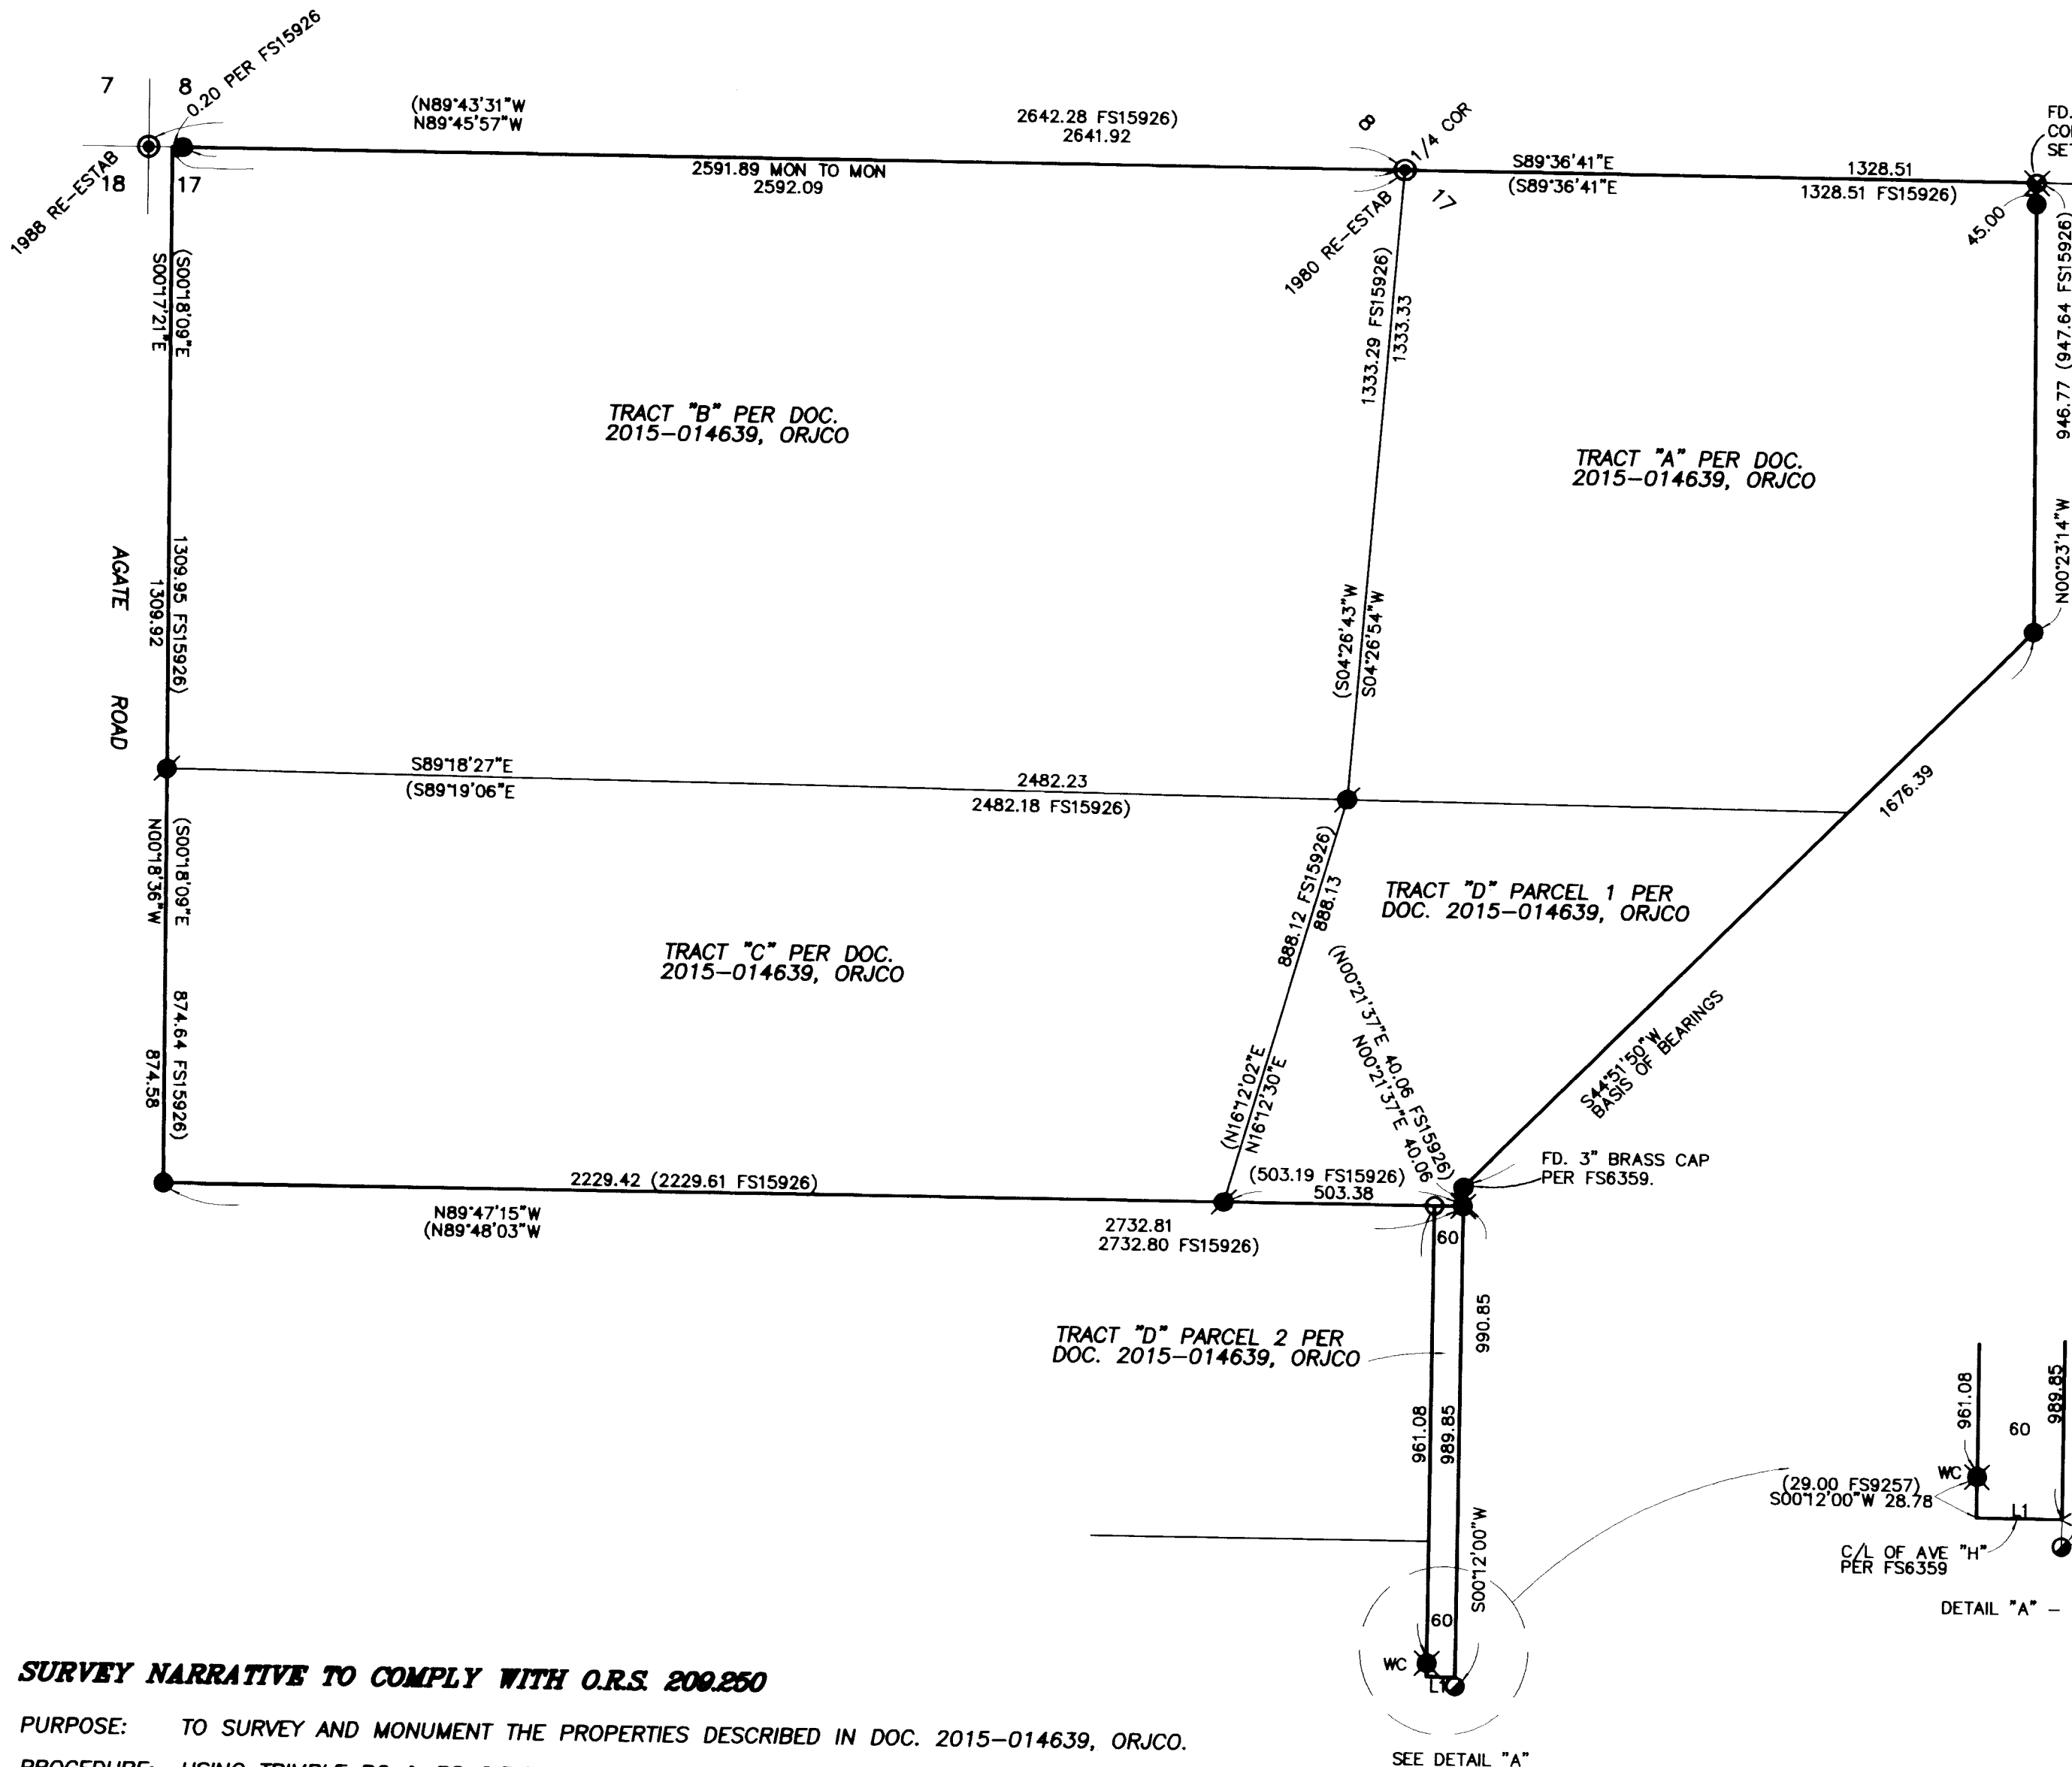 7
8
0.20 PER FS15926
18
17
1988 RE-ESTAB
(N89°43'31"W
N89°45'57"W
2642.28 FS15926)
2641.92
2591.89 MON TO MON
2592.09
8
1/4 COR
17
1980 RE-ESTAB
S89°36'41"E
(S89°36'41"E
1328.51
1328.51 FS15926)
FD.
SET
45.00
946.77 (947.64 FS15926)
N00°23'14"W
(S00°18'09"E
S00°17'21"E
1309.95 FS15926)
1309.92
AGATE ROAD
1333.29 FS15926)
1333.33
(S04°26'43"W
S04°26'54"W
TRACT "B" PER DOC.
2015-014639, ORJCO
TRACT "A" PER DOC.
2015-014639, ORJCO
S89°18'27"E
(S89°19'06"E
2482.23
2482.18 FS15926)
1676.39
(S00°18'09"E
N00°18'36"W
874.64 FS15926)
874.58
888.12 FS15926)
888.13
(N16°12'02"E
N16°12'30"E
TRACT "D" PARCEL 1 PER
DOC. 2015-014639, ORJCO
TRACT "C" PER DOC.
2015-014639, ORJCO
(N00°21'37"E 40.06 FS15926)
N00°21'37"E 40.06
S44°51'50"W
BASIS OF BEARINGS
FD. 3" BRASS CAP
PER FS6359.
2229.42 (2229.61 FS15926)
(503.19 FS15926)
503.38
N89°47'15"W
(N89°48'03"W
2732.81
2732.80 FS15926)
60
990.85
TRACT "D" PARCEL 2 PER
DOC. 2015-014639, ORJCO
961.08
989.85
S00°12'00"W
60
WC
L1
SEE DETAIL "A"
961.08
60
989.85
WC
(29.00 FS9257)
S00°12'00"W 28.78
L1
C/L OF AVE "H"
PER FS6359
DETAIL "A" -
SURVEY NARRATIVE TO COMPLY WITH O.R.S. 209.250
PURPOSE: TO SURVEY AND MONUMENT THE PROPERTIES DESCRIBED IN DOC. 2015-014639, ORJCO.
PROCEDURE: USING TRIMBLE